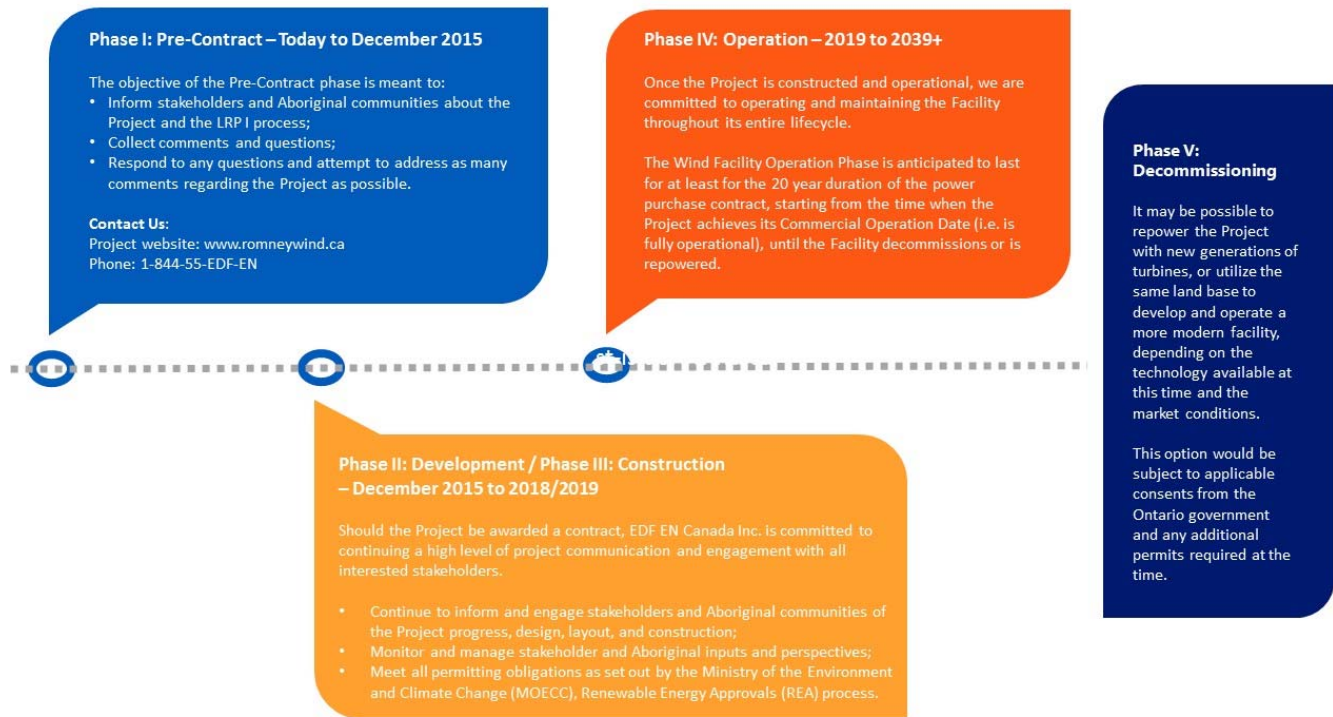 Phase I: Pre-Contract – Today to December 2015
The objective of the Pre-Contract phase is meant to:
• Inform stakeholders and Aboriginal communities about the
Project and the LRP I process;
• Collect comments and questions;
• Respond to any questions and attempt to address as many
comments regarding the Project as possible.
Contact Us:
Project website: www.romneywind.ca
Phone: 1-844-55-EDF-EN
Phase II: Development / Phase III: Construction
– December 2015 to 2018/2019
Should the Project be awarded a contract, EDF EN Canada Inc. is committed to
continuing a high level of project communication and engagement with all
interested stakeholders.
• Continue to inform and engage stakeholders and Aboriginal communities of
the Project progress, design, layout, and construction;
• Monitor and manage stakeholder and Aboriginal inputs and perspectives;
• Meet all permitting obligations as set out by the Ministry of the Environment
and Climate Change (MOECC), Renewable Energy Approvals (REA) process.
Phase IV: Operation – 2019 to 2039+
Once the Project is constructed and operational, we are
committed to operating and maintaining the Facility
throughout its entire lifecycle.
The Wind Facility Operation Phase is anticipated to last
for at least for the 20 year duration of the power
purchase contract, starting from the time when the
Project achieves its Commercial Operation Date (i.e. is
fully operational), until the Facility decommissions or is
repowered.
Phase V:
Decommissioning
It may be possible to
repower the Project
with new generations of
turbines, or utilize the
same land base to
develop and operate a
more modern facility,
depending on the
technology available at
this time and the
market conditions.
This option would be
subject to applicable
consents from the
Ontario government
and any additional
permits required at the
time.